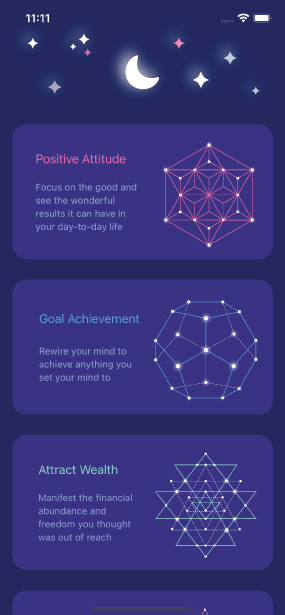 11:11
Positive Attitude
Focus on the good and
see the wonderful
results it can have in
your day-to-day life
Goal Achievement
Rewire your mind to
achieve anything you
set your mind to
Attract Wealth
Manifest the financial
abundance and
freedom you thought
was out of reach